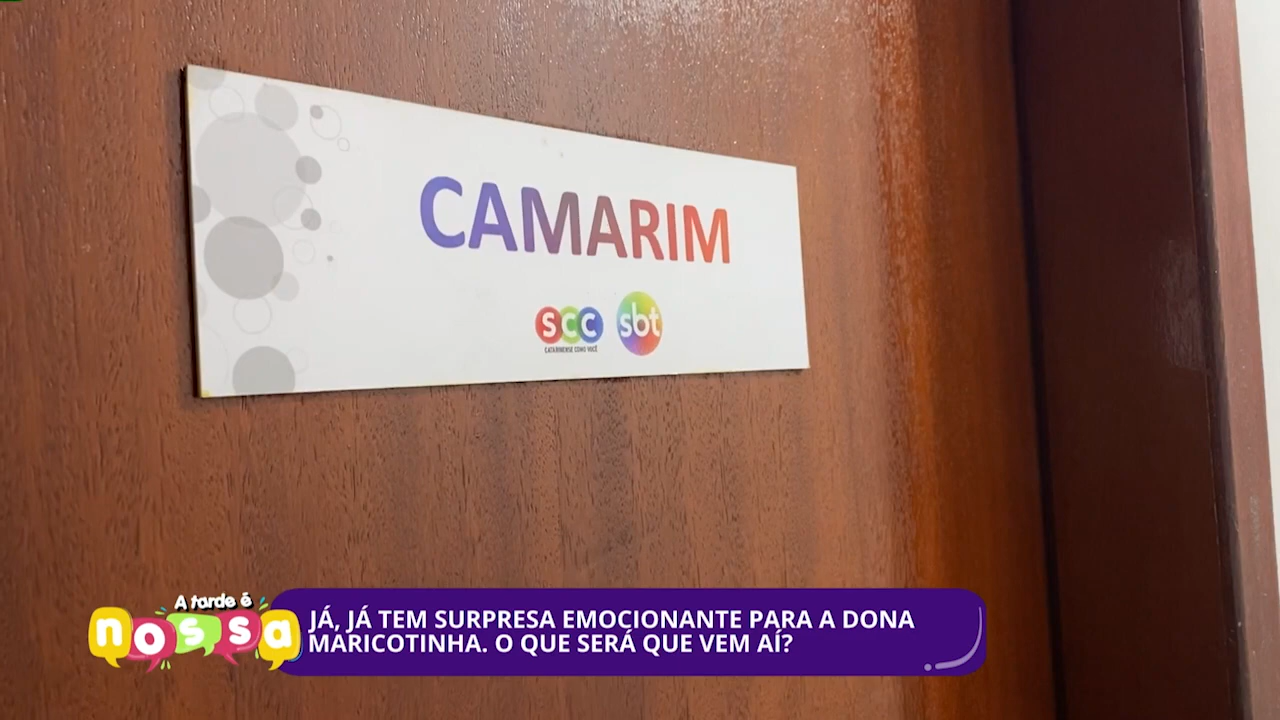 CAMARIM
scc sbt
CATARINENSE COMO VOCÊ
A tarde é
nossa
JÁ, JÁ TEM SURPRESA EMOCIONANTE PARA A DONA
MARICOTINHA. O QUE SERÁ QUE VEM AÍ?